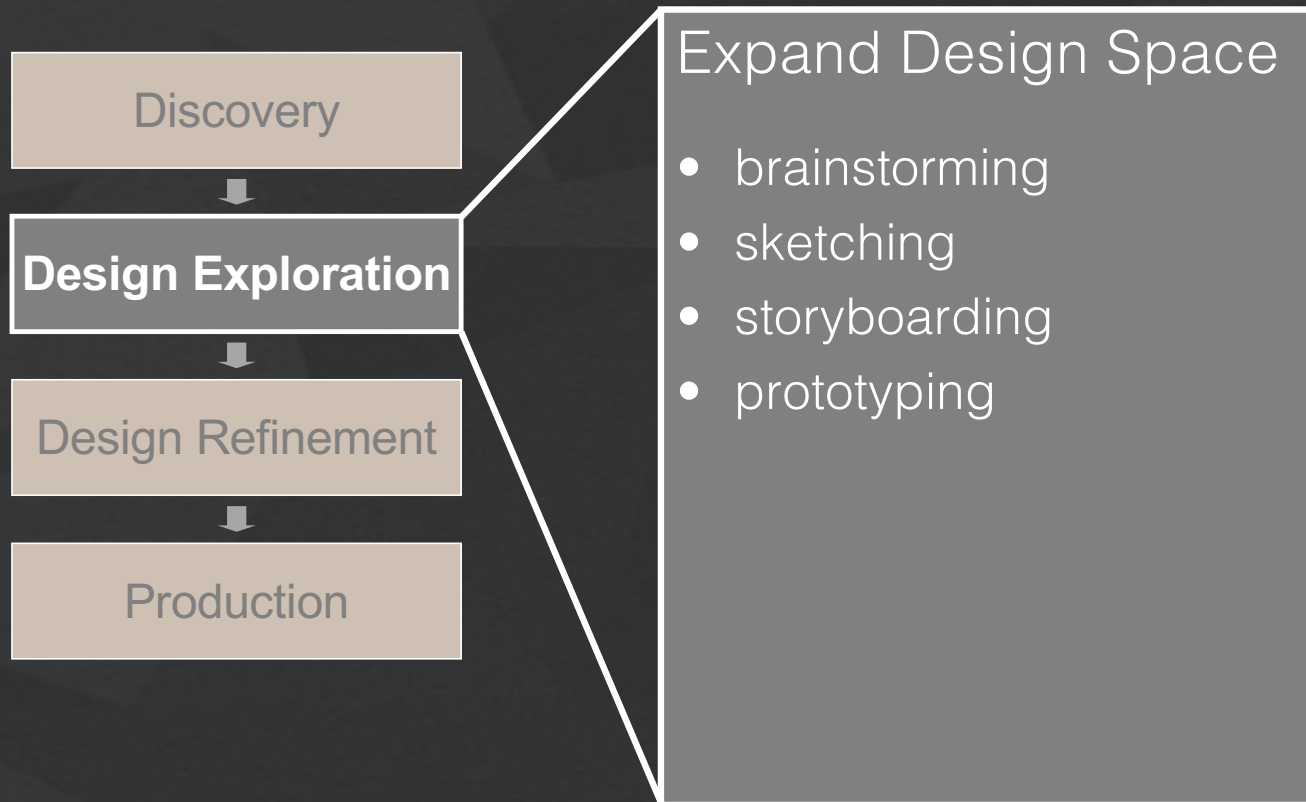 Discovery
Design Exploration
Design Refinement
Production
Expand Design Space
• brainstorming
• sketching
• storyboarding
• prototyping